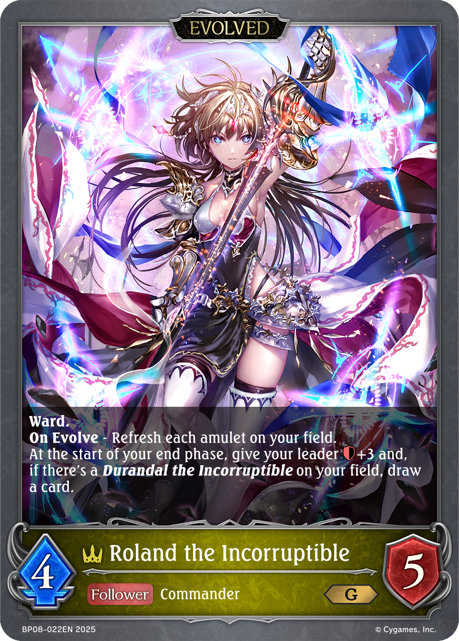 EVOLVED
Ward.
On Evolve - Refresh each amulet on your field.
At the start of your end phase, give your leader +3 and,
if there's a Durandal the Incorruptible on your field, draw
a card.
Roland the Incorruptible
4
5
Follower Commander G
BP08-022EN 2025 © Cygames, Inc.